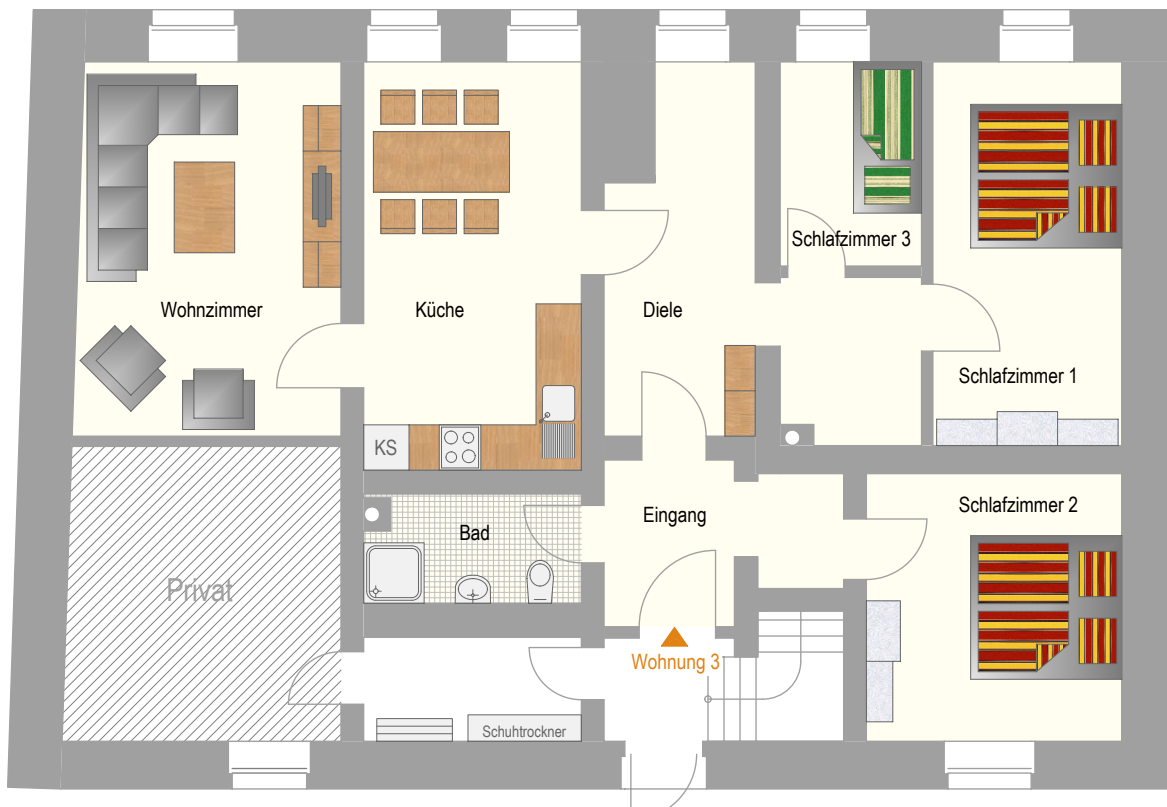 Schlafzimmer 3
Wohnzimmer
Küche
Diele
Schlafzimmer 1
KS
Schlafzimmer 2
Eingang
Bad
Privat
Wohnung 3
Schuhtrockner